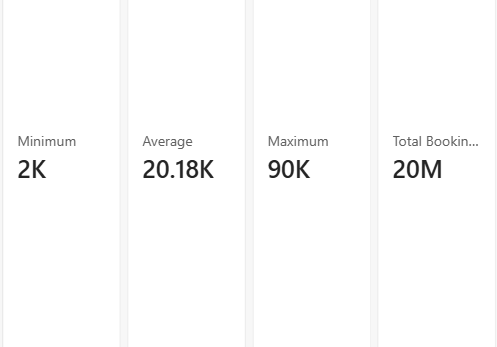 Minimum
2K
Average
20.18K
Maximum
90K
Total Bookin...
20M